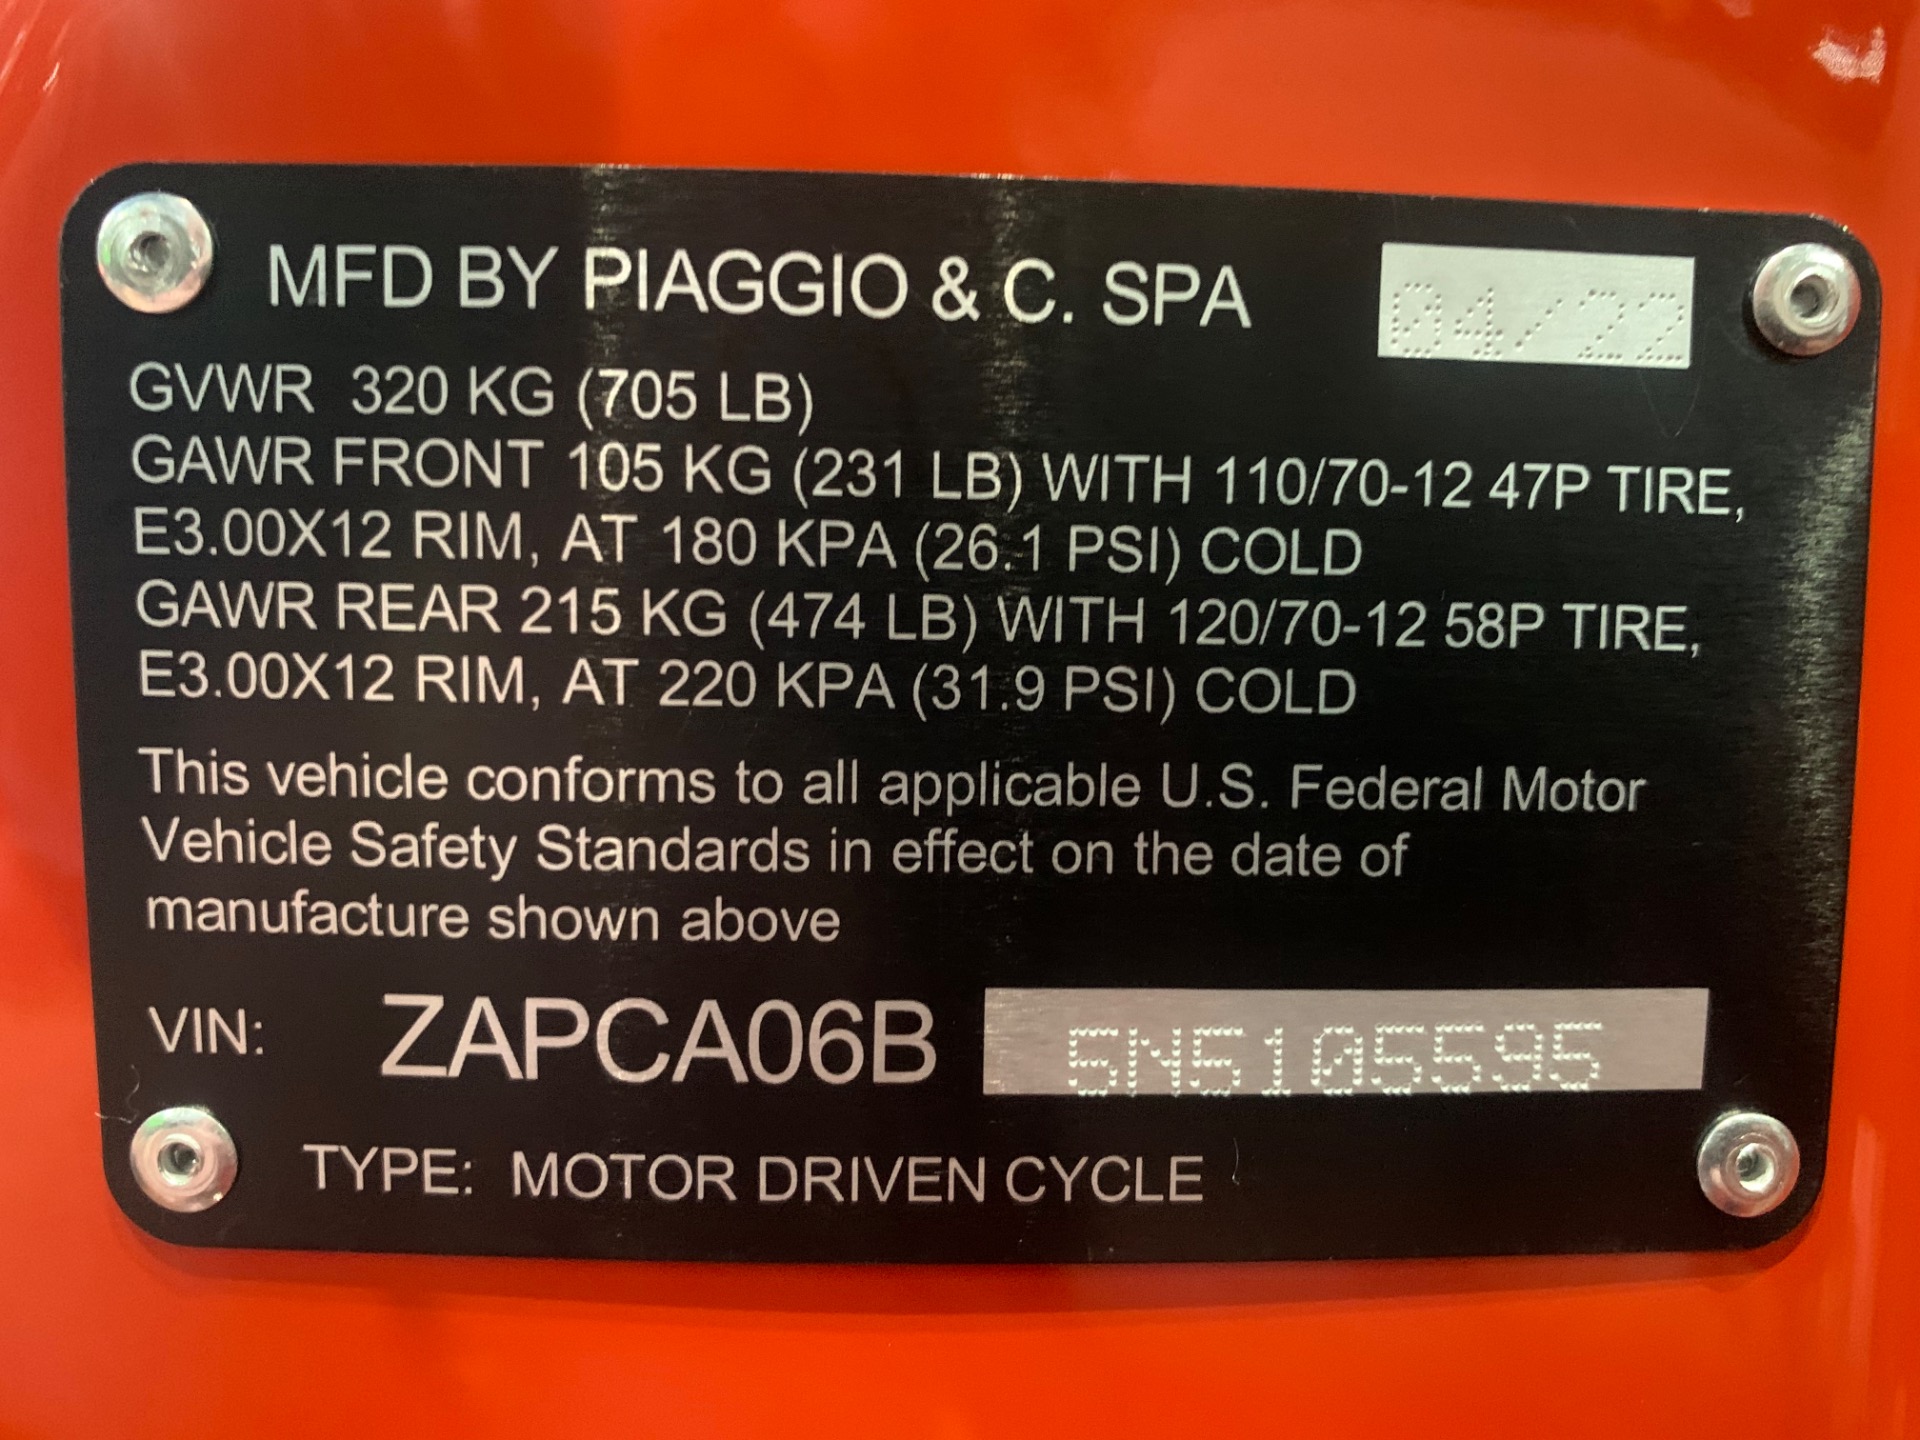 MFD BY PIAGGIO & C. SPA 04/22
GVWR 320 KG (705 LB)
GAWR FRONT 105 KG (231 LB) WITH 110/70-12 47P TIRE,
E3.00X12 RIM, AT 180 KPA (26.1 PSI) COLD
GAWR REAR 215 KG (474 LB) WITH 120/70-12 58P TIRE,
E3.00X12 RIM, AT 220 KPA (31.9 PSI) COLD
This vehicle conforms to all applicable U.S. Federal Motor
Vehicle Safety Standards in effect on the date of
manufacture shown above
VIN: ZAPCA06B 5N5105595
TYPE: MOTOR DRIVEN CYCLE